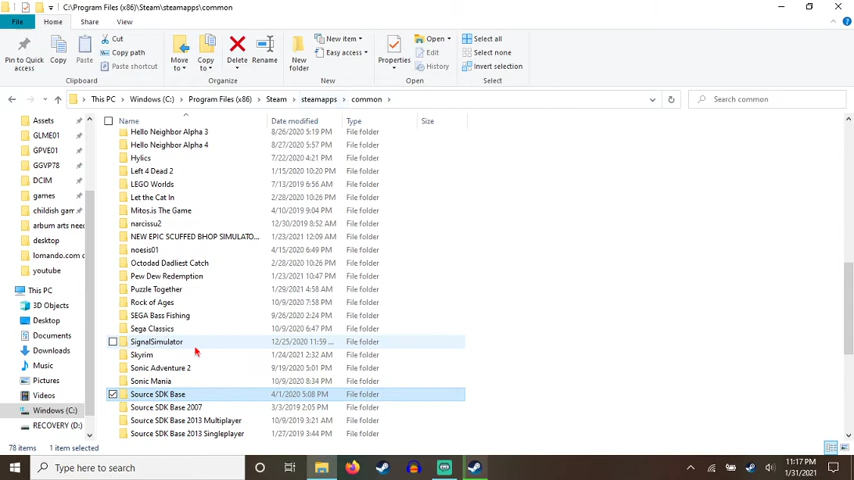 C:\Program Files (x86)\Steam\steamapps\common
File Home Share View
Pin to Quick access
Copy
Paste
Cut
Copy path
Paste shortcut
Move to
Copy to
Delete
Rename
New folder
New item
Easy access
Properties
Open
Edit
History
Select all
Select none
Invert selection
Clipboard Organize New Open Select
This PC Windows (C:) Program Files (x86) Steam steamapps common
Search common
Name Date modified Type Size
Assets
GLME01
GPVE01
GGVP78
DCIM
games
childish gam
arbum arts nee
desktop
lomando.com c
youtube
This PC
3D Objects
Desktop
Documents
Downloads
Music
Pictures
Videos
Windows (C:)
RECOVERY (D:)
Hello Neighbor Alpha 3 8/26/2020 5:19 PM File folder
Hello Neighbor Alpha 4 8/27/2020 5:57 PM File folder
Hylics 7/22/2020 4:21 PM File folder
Left 4 Dead 2 1/15/2020 9:20 PM File folder
LEGO Worlds 7/13/2019 6:56 AM File folder
Let the Cat In 2/28/2020 10:26 PM File folder
Mitos.is The Game 4/10/2019 9:04 PM File folder
narcissu2 12/30/2019 8:52 AM File folder
NEW EPIC SCUFFED BHOP SIMULATO... 1/23/2021 12:09 AM File folder
noesis01 4/15/2020 6:49 PM File folder
Octodad Dadliest Catch 2/28/2020 10:26 PM File folder
Pew Dew Redemption 1/23/2021 10:47 PM File folder
Puzzle Together 1/29/2021 4:58 AM File folder
Rock of Ages 10/9/2020 7:58 PM File folder
SEGA Bass Fishing 9/26/2020 2:24 PM File folder
Sega Classics 10/9/2020 6:47 PM File folder
SignalSimulator 12/25/2020 11:59 ... File folder
Skyrim 1/24/2021 2:32 AM File folder
Sonic Adventure 2 9/19/2020 5:01 PM File folder
Sonic Mania 10/9/2020 8:34 PM File folder
Source SDK Base 4/1/2020 5:08 PM File folder
Source SDK Base 2007 3/3/2019 2:05 PM File folder
Source SDK Base 2013 Multiplayer 10/9/2019 3:21 AM File folder
Source SDK Base 2013 Singleplayer 1/27/2019 3:44 PM File folder
78 items 1 item selected
Type here to search
11:17 PM
1/31/2021